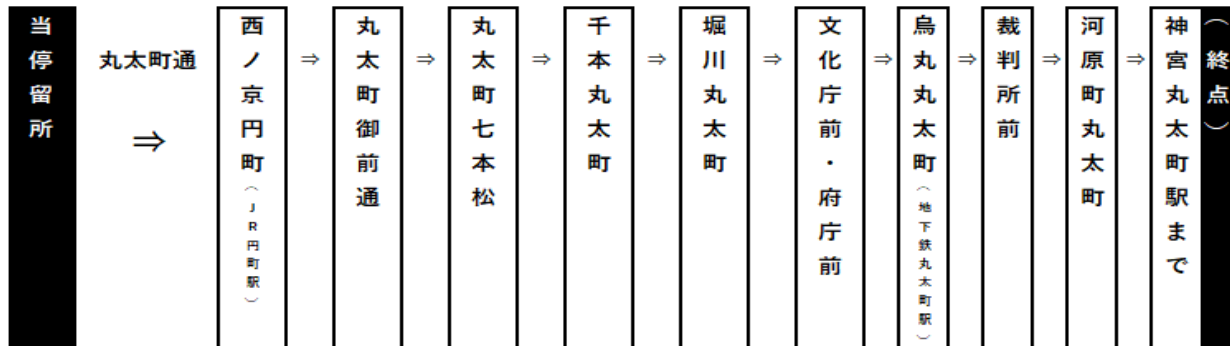 当停留所
丸太町通
⇒
西ノ京円町（ＪＲ円町駅）
⇒
丸太町御前通
⇒
丸太町七本松
⇒
千本丸太町
⇒
堀川丸太町
⇒
文化庁前・府庁前
⇒
烏丸丸太町（地下鉄丸太町駅）
⇒
裁判所前
⇒
河原町丸太町
⇒
神宮丸太町駅まで
（終点）